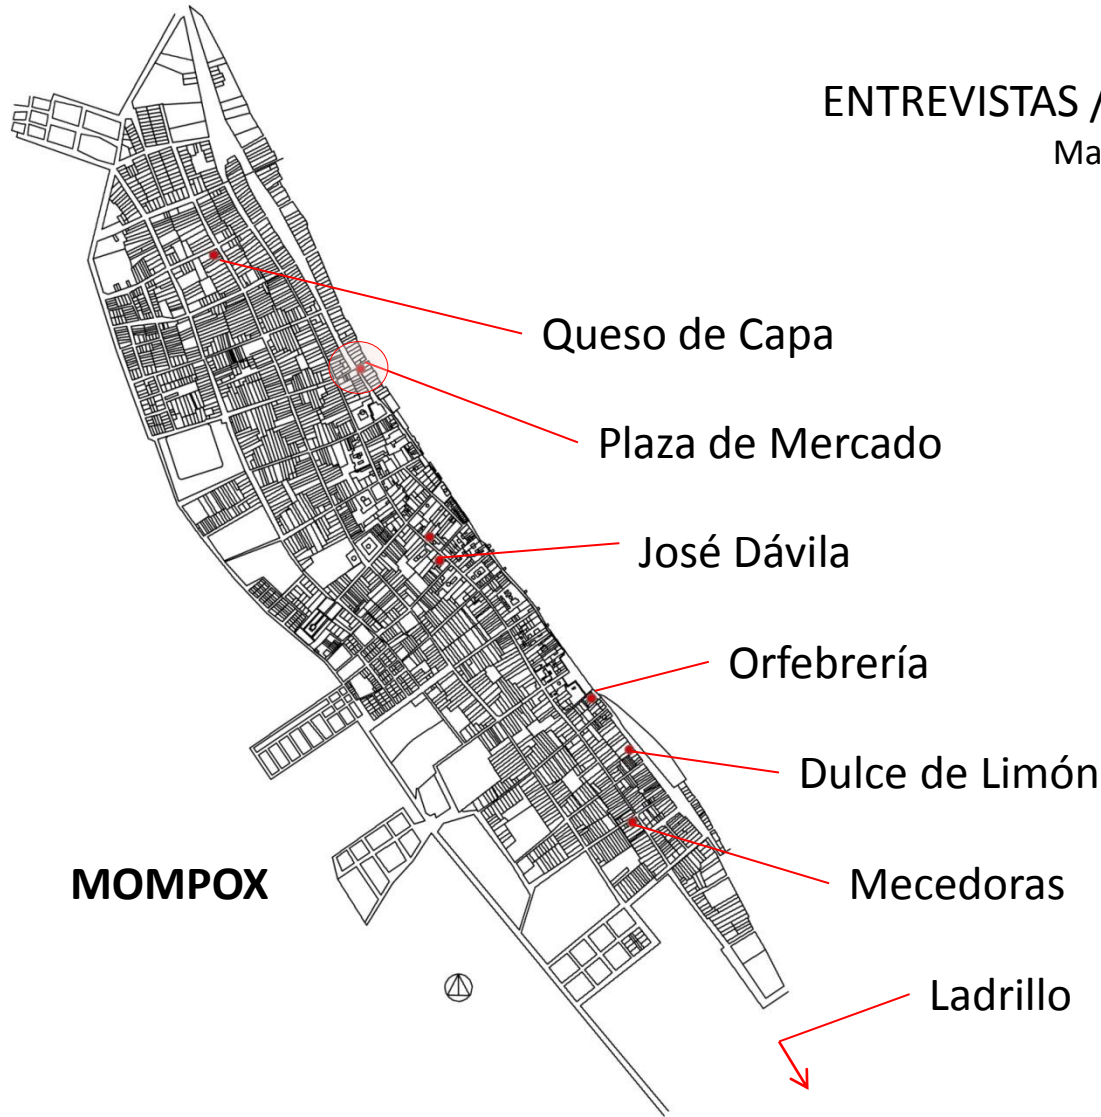 ENTREVISTAS /
Queso de Capa
Plaza de Mercado
José Dávila
Orfebrería
Dulce de Limón
Mecedoras
MOMPOX
Ladrillo